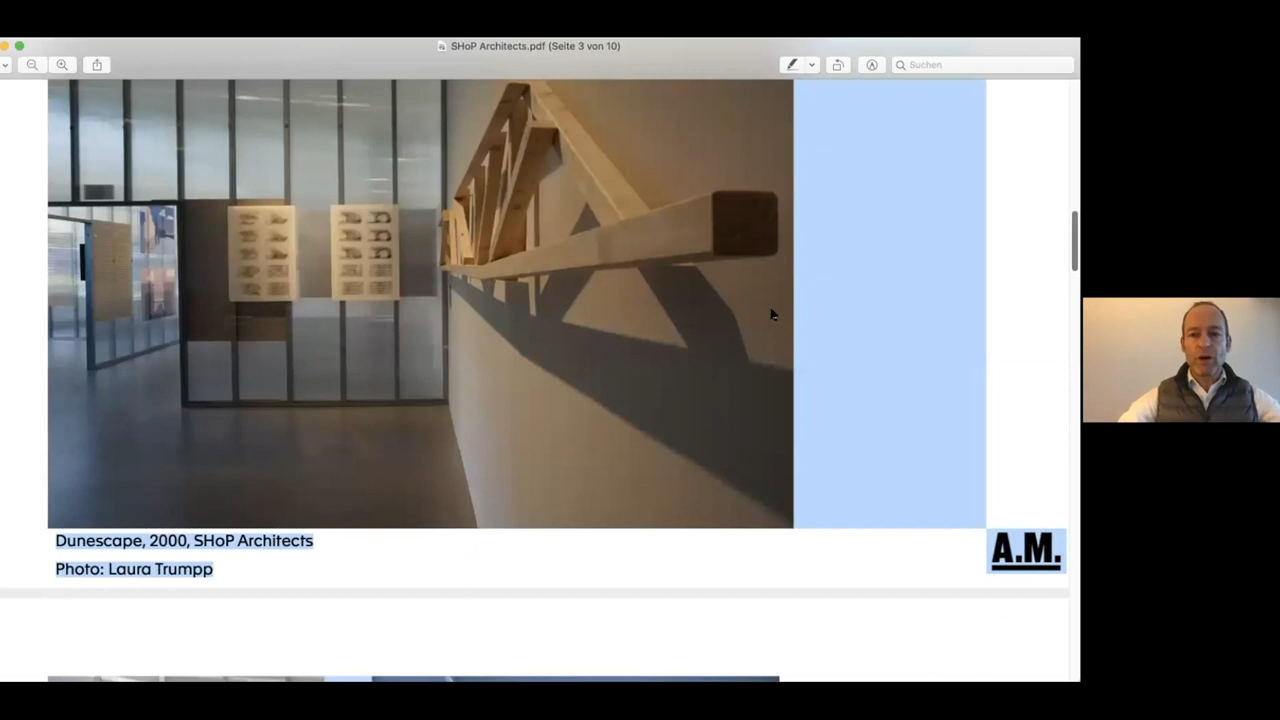 SHoP Architects.pdf (Seite 3 von 10)
Suchen
Dunescape, 2000, SHoP Architects
Photo: Laura Trumpp
A.M.